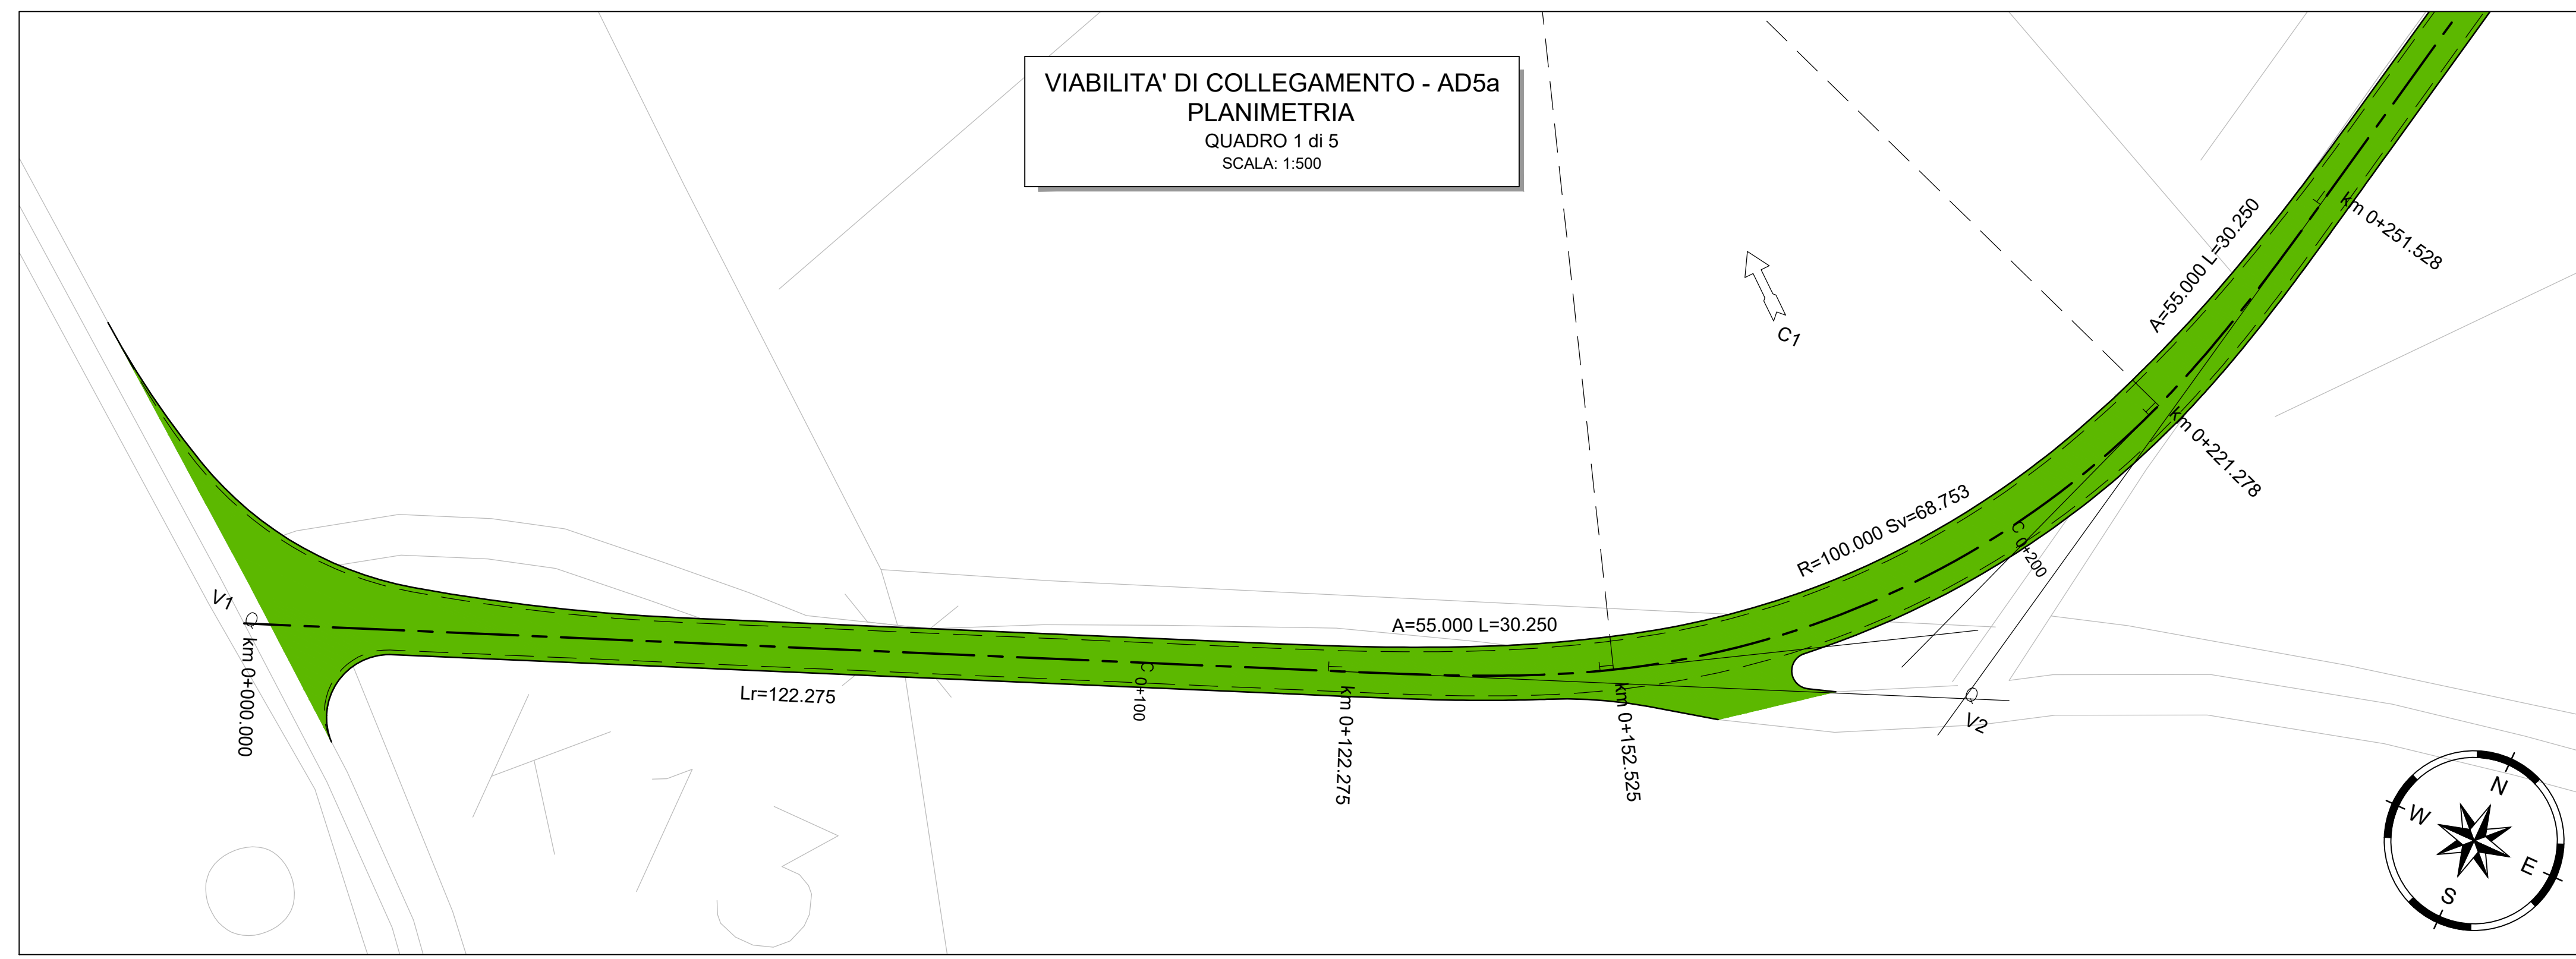 VIABILITA' DI COLLEGAMENTO - AD5a
PLANIMETRIA
QUADRO 1 di 5
SCALA: 1:500
V1
km 0+000.000
Lr=122.275
C 0+100
km 0+122.275
A=55.000 L=30.250
km 0+152.525
R=100.000 Sv=68.753
C1
C 0+200
V2
km 0+221.278
A=55.000 L=30.250
km 0+251.528
173
N
W
E
S